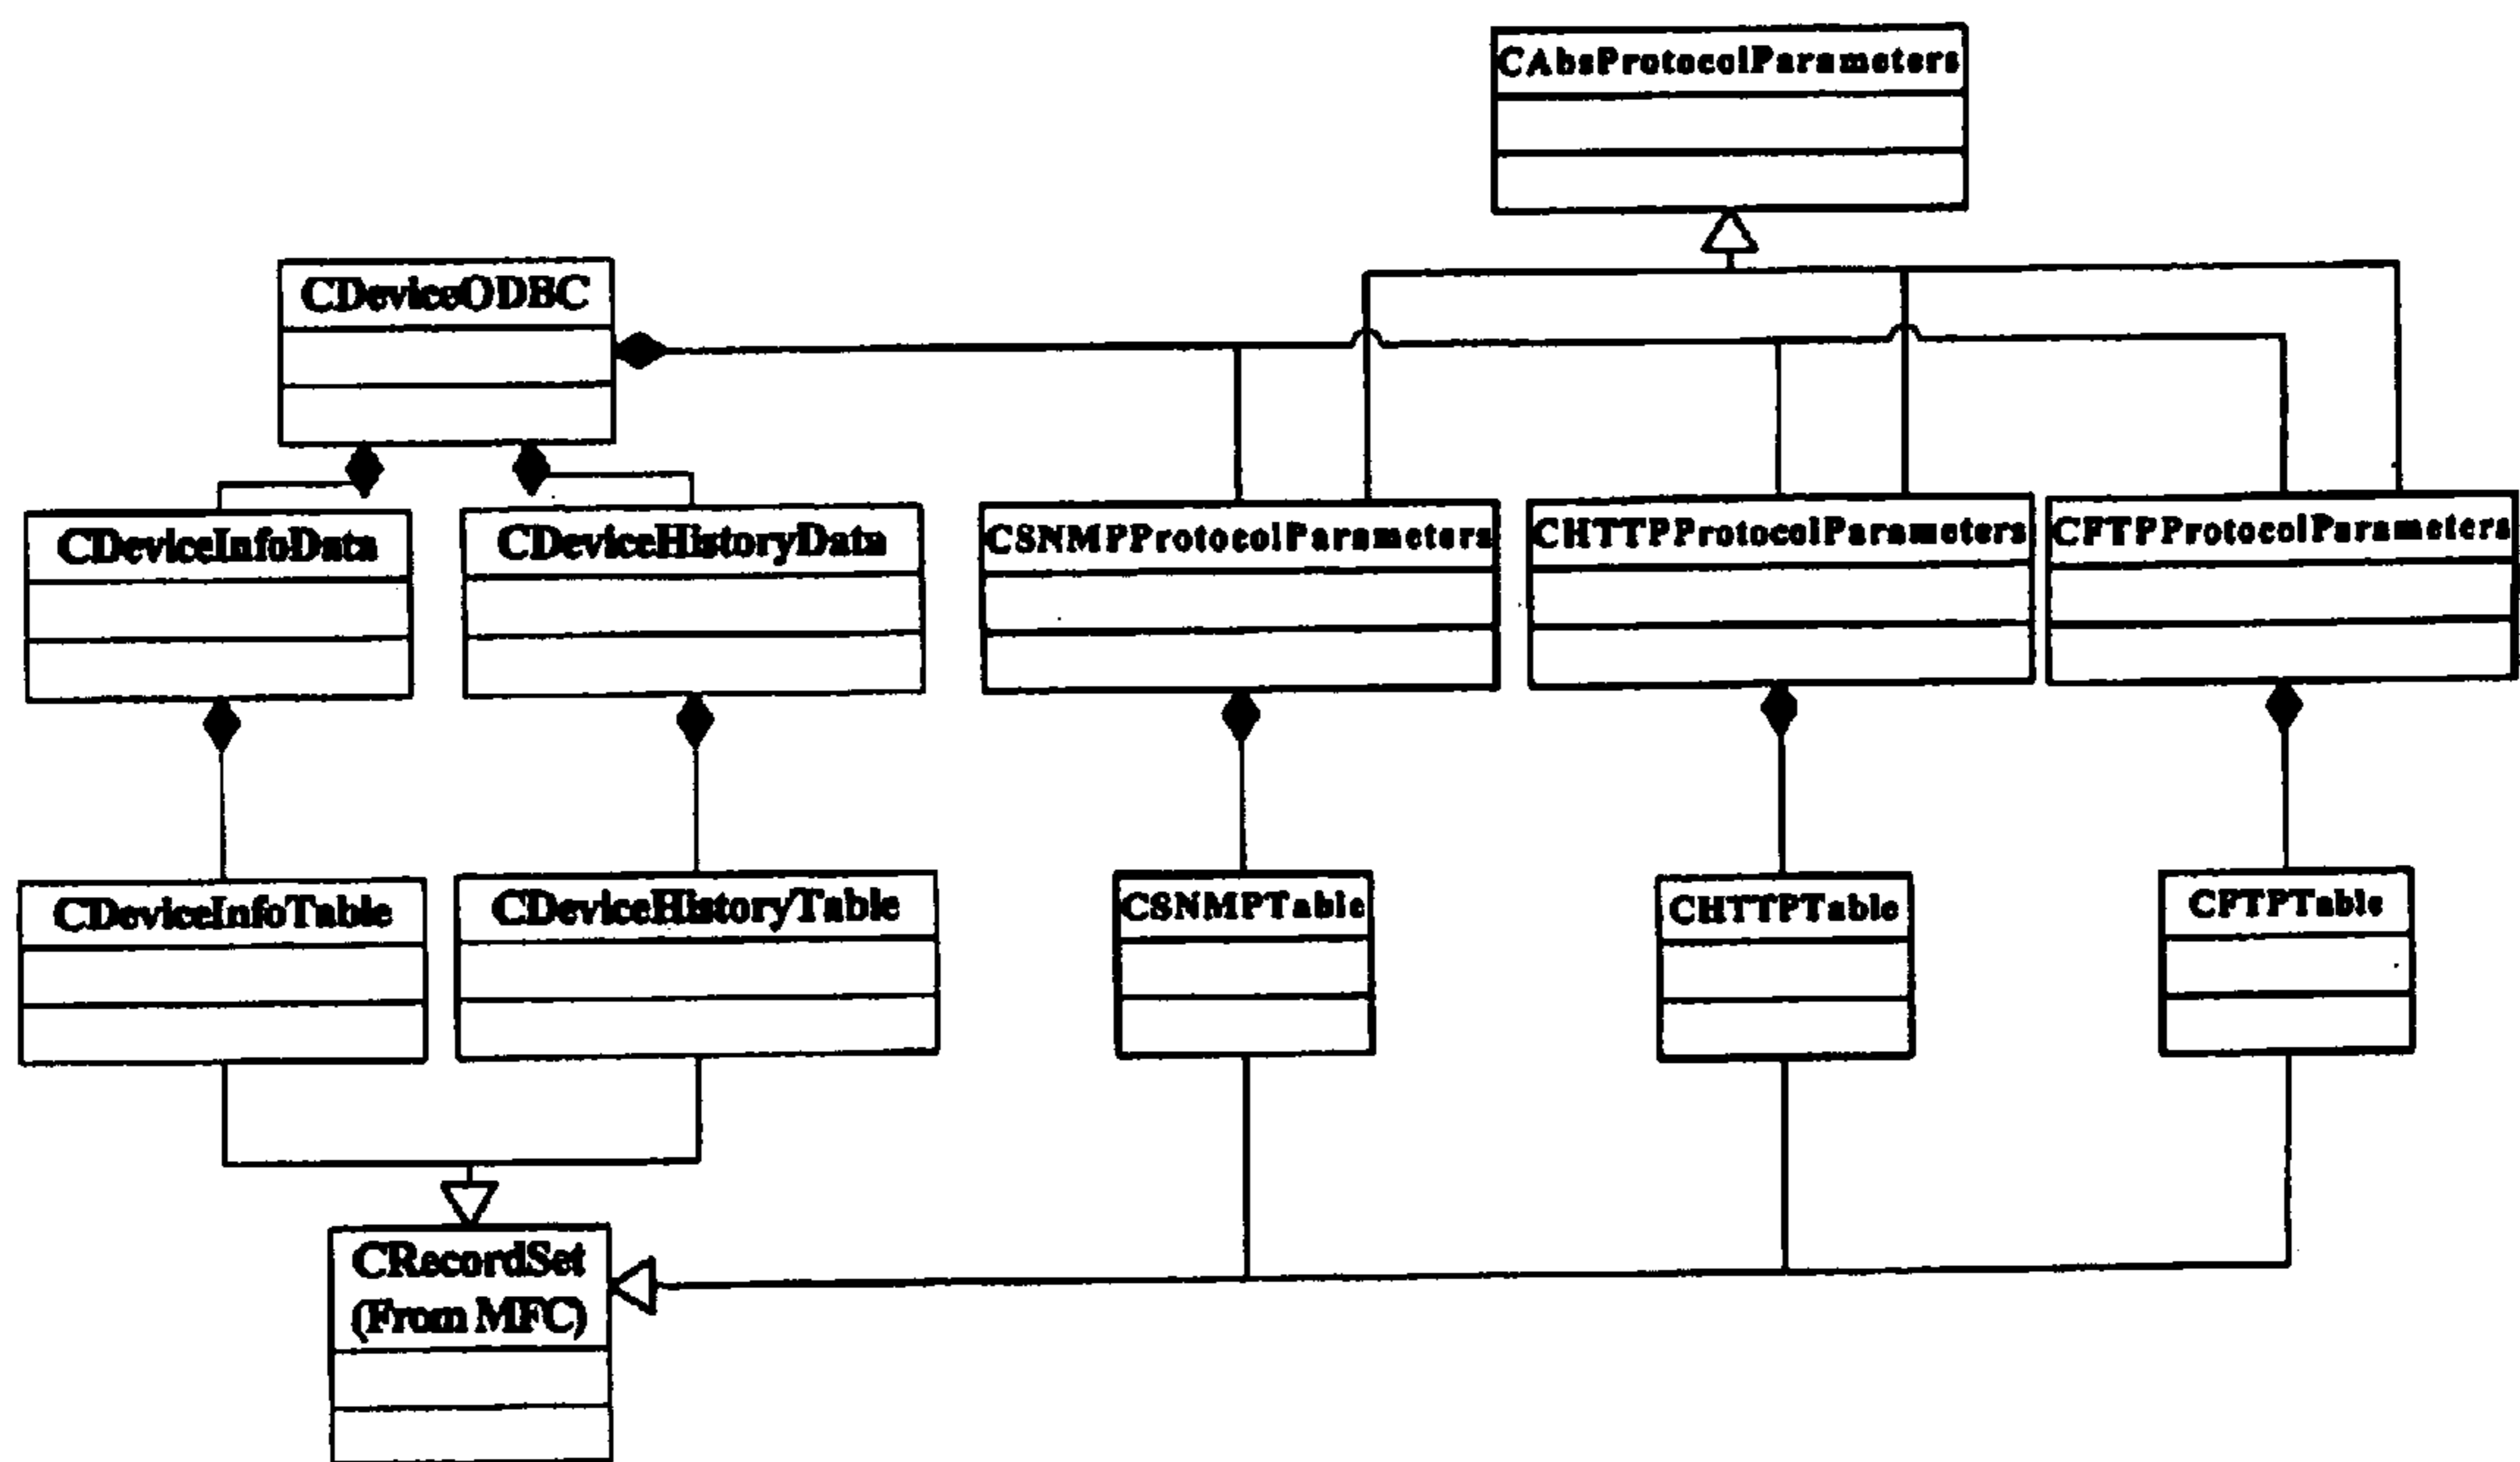 CAbsProtocolParameters
CDeviceODBC
CDeviceInfoData
CDeviceHistoryData
CSNMPProtocolParameters
CHTTPProtocolParameters
CFTPProtocolParameters
CDeviceInfoTable
CDeviceHistoryTable
CSNMPTable
CHTTPTable
CFTPTable
CRecordSet
(From MFC)